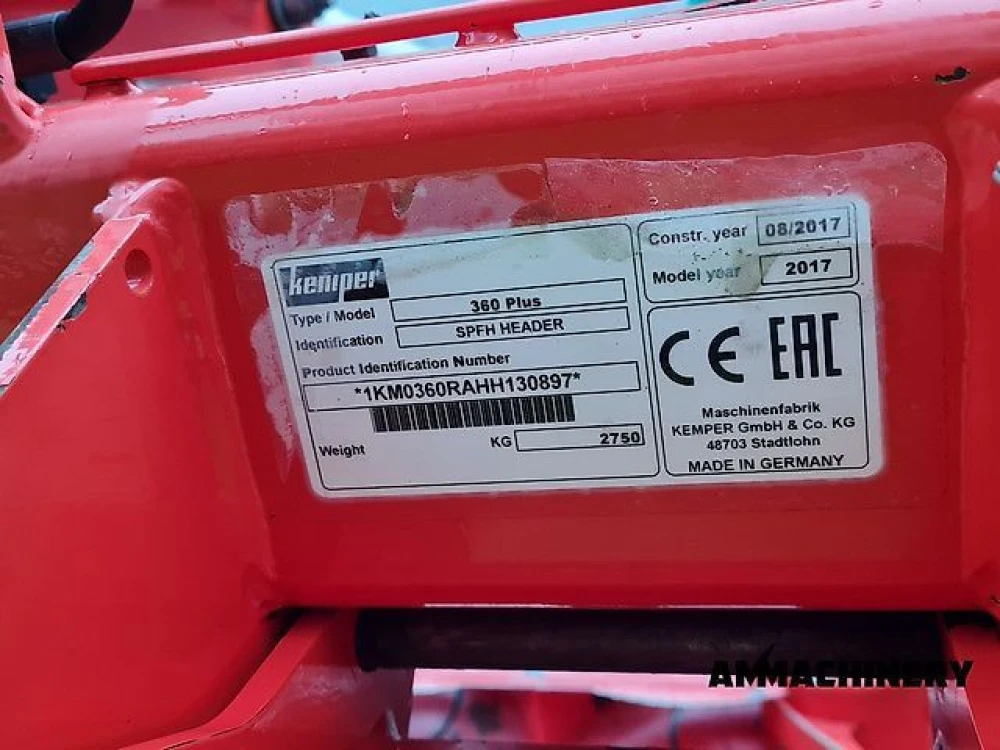 kemper
Type / Model 360 Plus
Identification SPFH HEADER
Product Identification Number
*1KM0360RAHH130897*
Weight KG 2750
Constr. year 08/2017
Model year 2017
CE EAC
Maschinenfabrik
KEMPER GmbH & Co. KG
48703 Stadtlohn
MADE IN GERMANY
AMMACHINERY